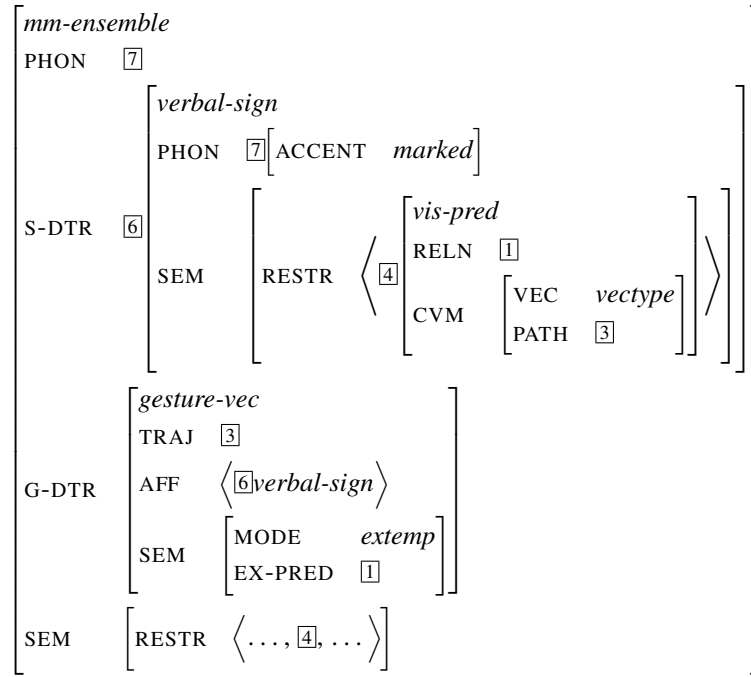 mm-ensemble
PHON 7
S-DTR 6
verbal-sign
PHON 7 [ACCENT marked]
SEM [RESTR ⟨ 4
vis-pred
RELN 1
CVM
VEC vectype
PATH 3
⟩]
G-DTR
gesture-vec
TRAJ 3
AFF ⟨ 6 verbal-sign ⟩
SEM
MODE extemp
EX-PRED 1
SEM [RESTR ⟨ . . . , 4 , . . . ⟩]